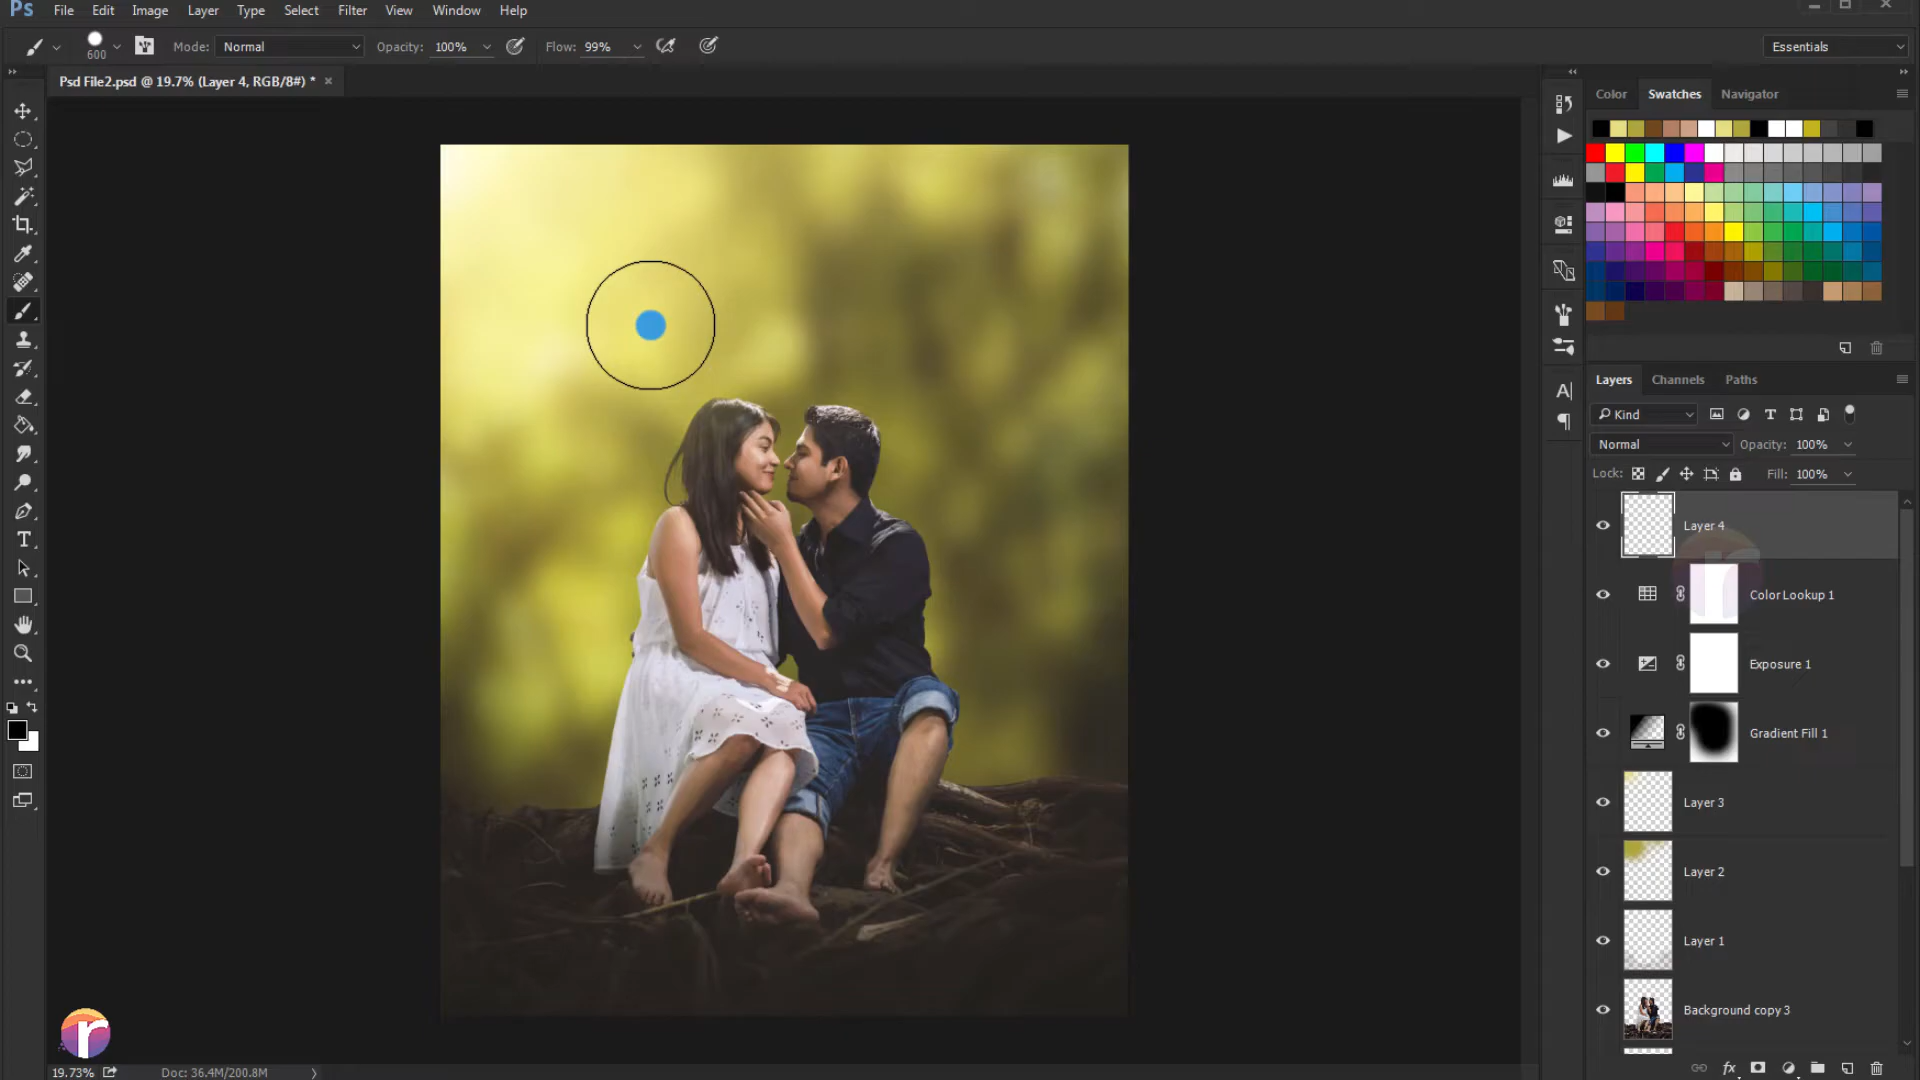 Ps File Edit Image Layer Type Select Filter View Window Help
600 Mode: Normal Opacity: 100% Flow: 99% Essentials
Psd File2.psd @ 19.7% (Layer 4, RGB/8#) * ×
Color Swatches Navigator
Layers Channels Paths
Kind
Normal Opacity: 100%
Lock: Fill: 100%
Layer 4
Color Lookup 1
Exposure 1
Gradient Fill 1
Layer 3
Layer 2
Layer 1
Background copy 3
r
19.73% Doc: 36.4M/200.8M
fx